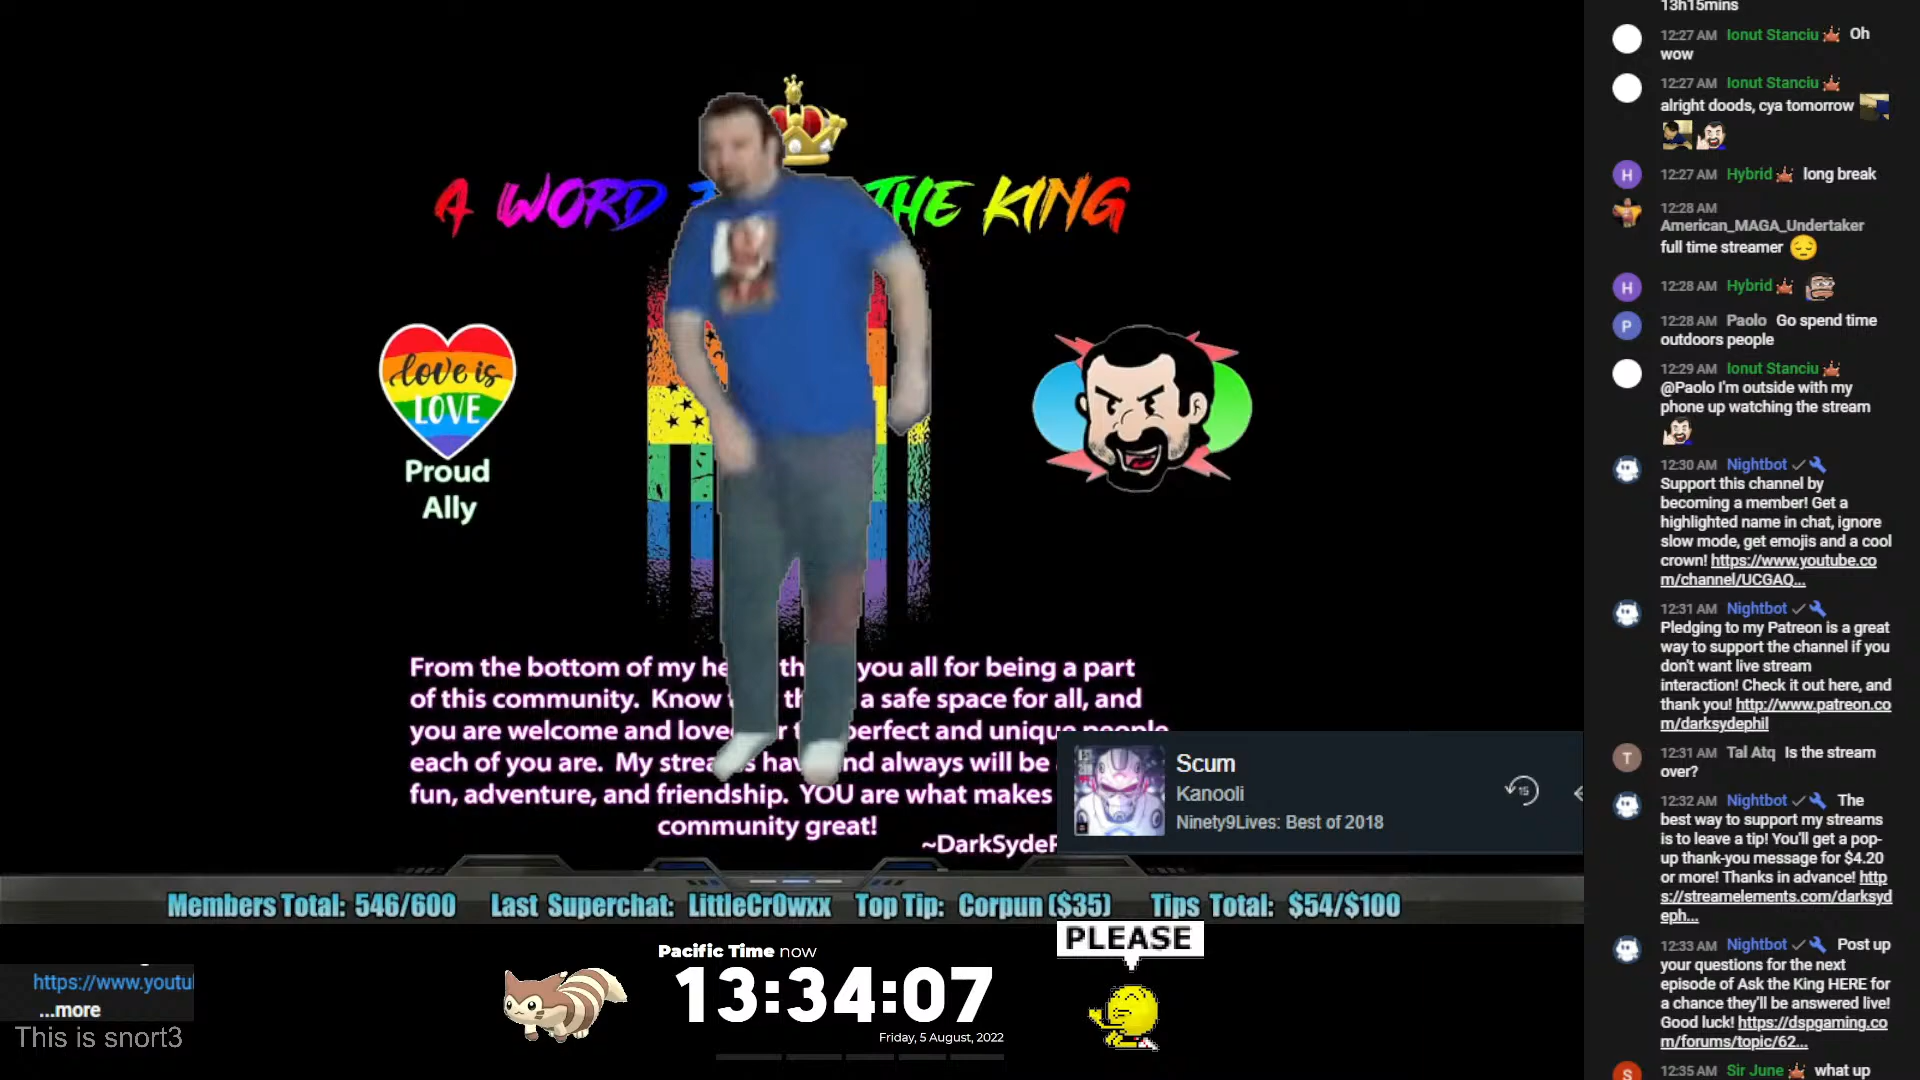 A WORD THE KING
love is
LOVE
Proud
Ally
From the bottom of my he th you all for being a part
of this community. Know th a safe space for all, and
you are welcome and love r t perfect and unique people
each of you are. My strea s hav nd always will be
fun, adventure, and friendship. YOU are what makes
community great!
~DarkSydeP
Scum
Kanooli
Ninety9Lives: Best of 2018
15
Members Total: 546/600 Last Superchat: LittleCr0wxx Top Tip: Corpun ($35) Tips Total: $54/$100
PLEASE
Pacific Time now
13:34:07
Friday, 5 August, 2022
https://www.youtu
...more
This is snort3
13h15mins
12:27 AM Ionut Stanciu Oh
wow
12:27 AM Ionut Stanciu
alright doods, cya tomorrow
H
12:27 AM Hybrid long break
12:28 AM
American_MAGA_Undertaker
full time streamer
H
12:28 AM Hybrid
P
12:28 AM Paolo Go spend time
outdoors people
12:29 AM Ionut Stanciu
@Paolo I'm outside with my
phone up watching the stream
12:30 AM Nightbot
Support this channel by
becoming a member! Get a
highlighted name in chat, ignore
slow mode, get emojis and a cool
crown! https://www.youtube.co
m/channel/UCGAQ...
12:31 AM Nightbot
Pledging to my Patreon is a great
way to support the channel if you
don't want live stream
interaction! Check it out here, and
thank you! http://www.patreon.co
m/darksydephil
T
12:31 AM Tal Atq Is the stream
over?
12:32 AM Nightbot The
best way to support my streams
is to leave a tip! You'll get a pop-
up thank-you message for $4.20
or more! Thanks in advance! http
s://streamelements.com/darksyd
eph...
12:33 AM Nightbot Post up
your questions for the next
episode of Ask the King HERE for
a chance they'll be answered live!
Good luck! https://dspgaming.co
m/forums/topic/62...
S
12:35 AM Sir June what up